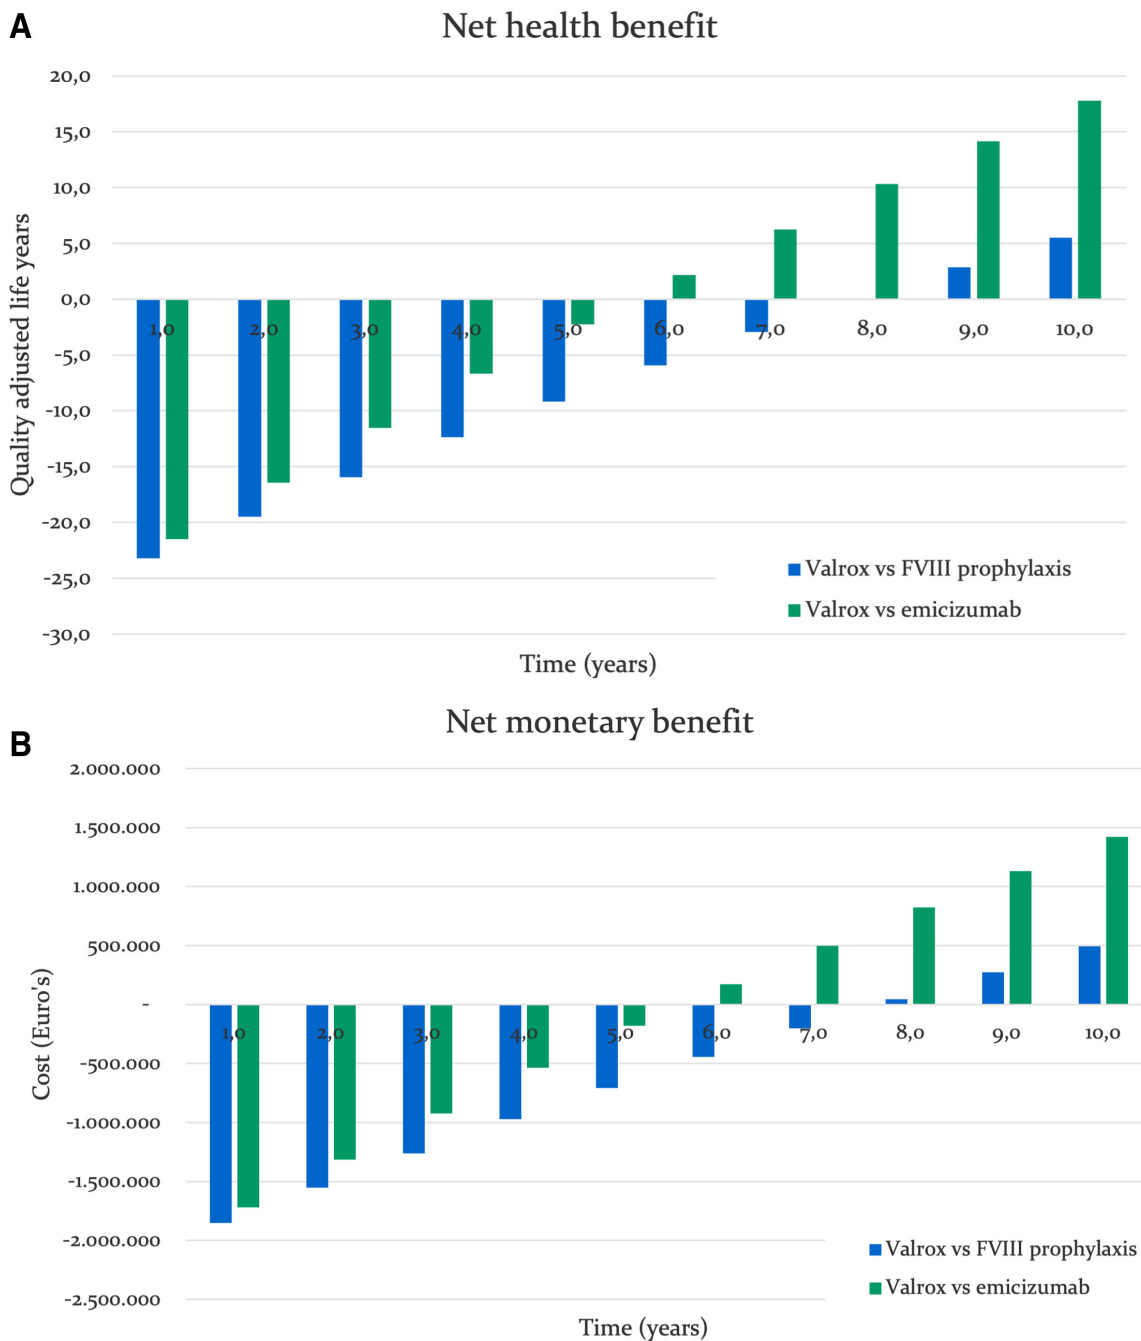 A
Net health benefit
Quality adjusted life years
20,0
15,0
10,0
5,0
0,0
-5,0
-10,0
-15,0
-20,0
-25,0
-30,0
1,0 2,0 3,0 4,0 5,0 6,0 7,0 8,0 9,0 10,0
Valrox vs FVIII prophylaxis
Valrox vs emicizumab
Time (years)
B
Net monetary benefit
Cost (Euro's)
2.000.000
1.500.000
1.000.000
500.000
-
-500.000
-1.000.000
-1.500.000
-2.000.000
-2.500.000
1,0 2,0 3,0 4,0 5,0 6,0 7,0 8,0 9,0 10,0
Valrox vs FVIII prophylaxis
Valrox vs emicizumab
Time (years)